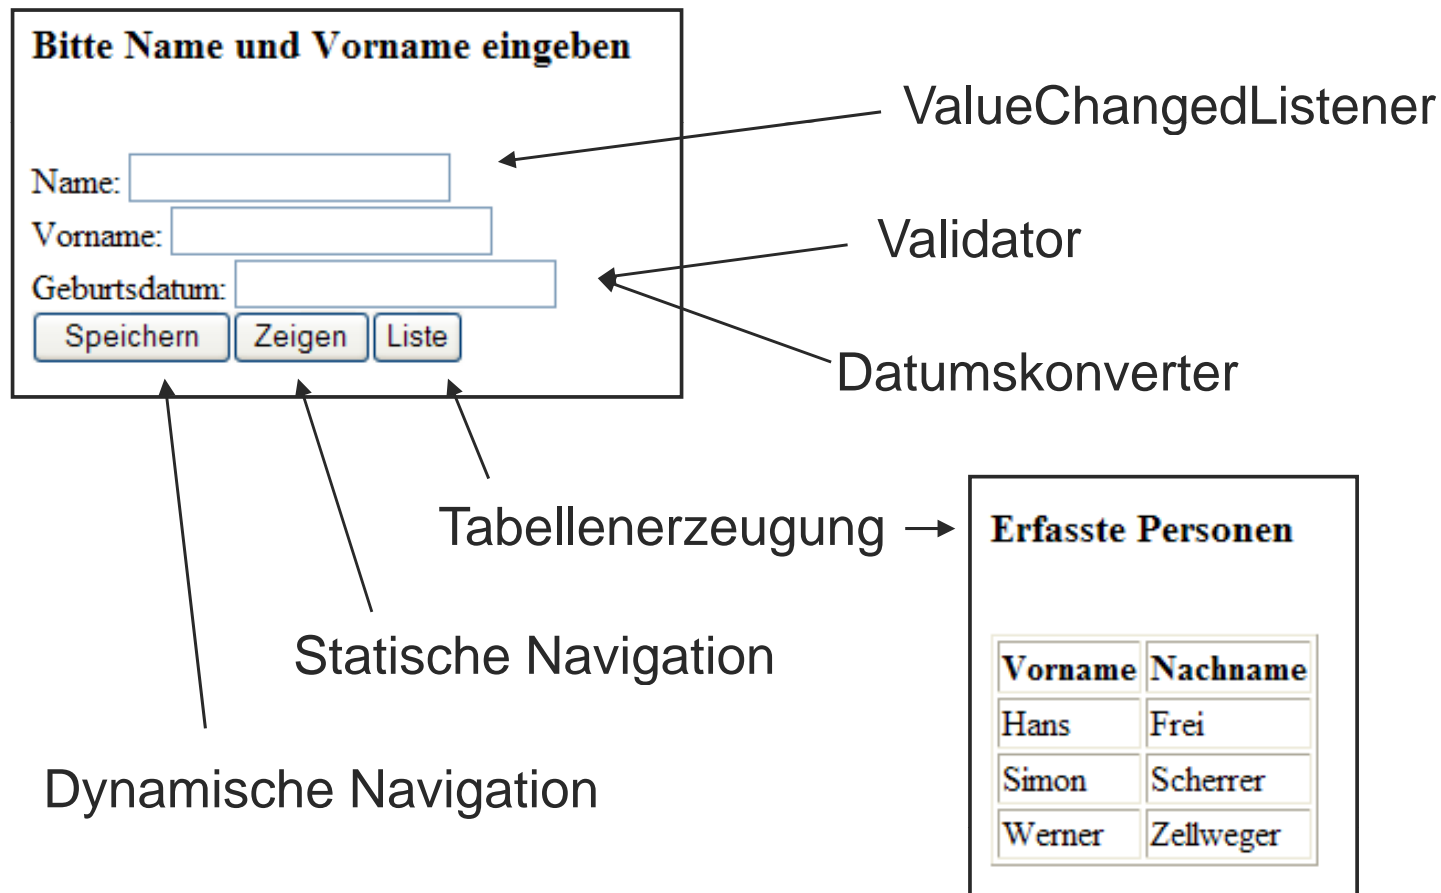 Bitte Name und Vorname eingeben
ValueChangedListener
Name:
Vorname:
Validator
Geburtsdatum:
Speichern Zeigen Liste
Datumskonverter
Tabellenerzeugung
Erfasste Personen
Statische Navigation
Vorname Nachname
Hans Frei
Simon Scherrer
Werner Zellweger
Dynamische Navigation